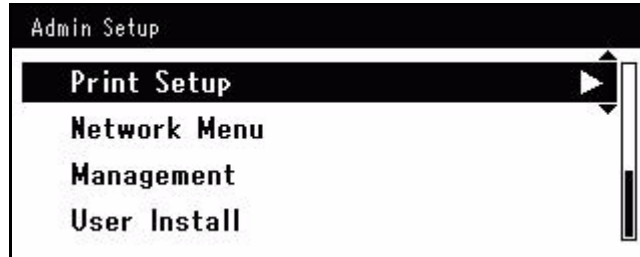 Admin Setup
Print Setup
Network Menu
Management
User Install